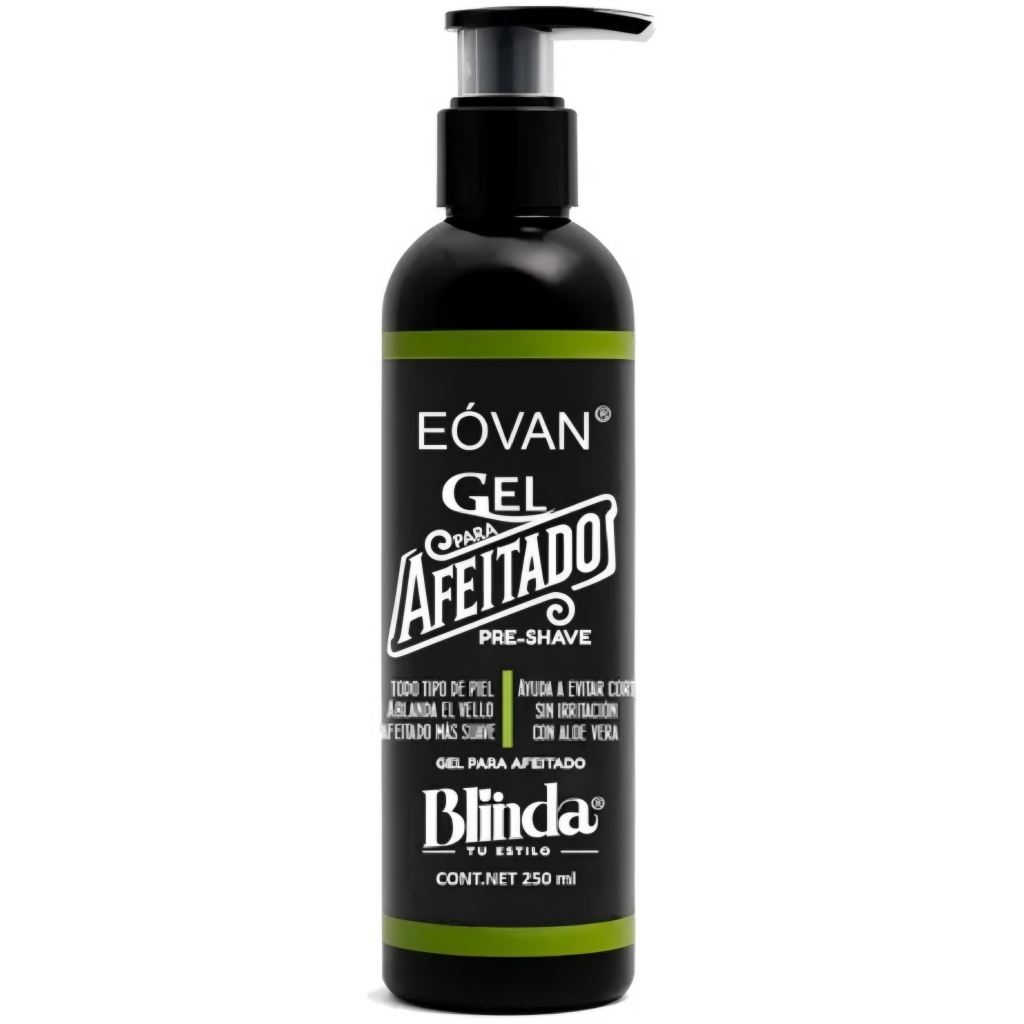 EÓVAN®
GEL
PARA
AFEITADO
PRE-SHAVE
TODO TIPO DE PIEL
ABLANDA EL VELLO
AFEITADO MÁS SUAVE
AYUDA A EVITAR
SIN IRRITACIÓN
CON ALOE VERA
GEL PARA AFEITADO
Blinda®
TU ESTILO
CONT.NET 250 ml